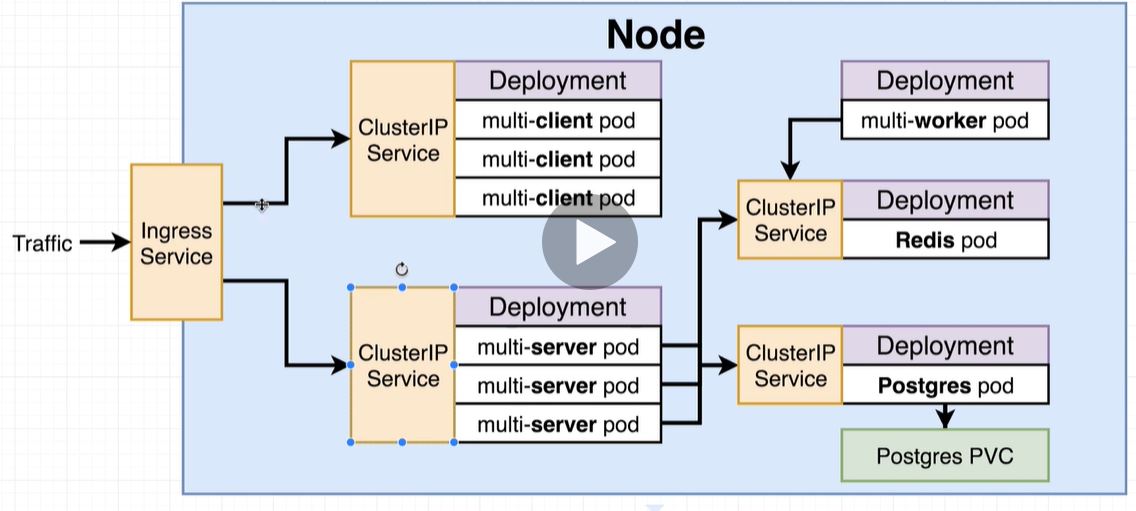 Node
Traffic
Ingress
Service
ClusterIP
Service
Deployment
multi-client pod
multi-client pod
multi-client pod
ClusterIP
Service
Deployment
multi-server pod
multi-server pod
multi-server pod
Deployment
multi-worker pod
ClusterIP
Service
Deployment
Redis pod
ClusterIP
Service
Deployment
Postgres pod
Postgres PVC